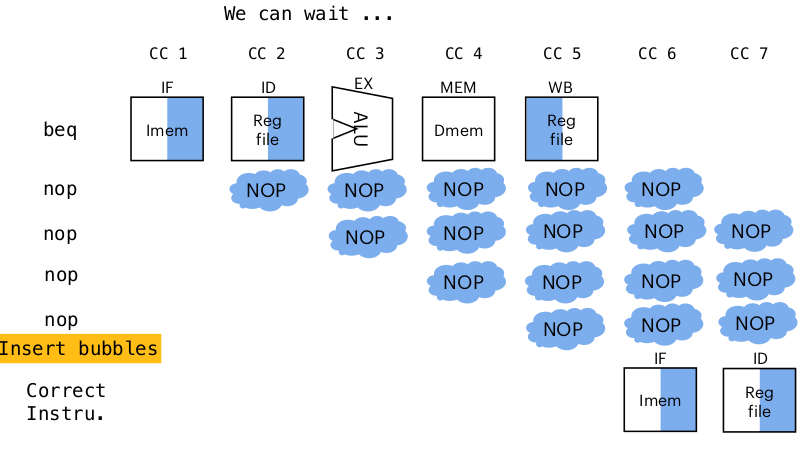 We can wait ...
CC 1 CC 2 CC 3 CC 4 CC 5 CC 6 CC 7
IF ID EX MEM WB
beq Imem Reg file ALU Dmem Reg file
nop NOP NOP NOP NOP NOP
nop NOP NOP NOP NOP NOP
nop NOP NOP NOP NOP
nop NOP NOP NOP
Insert bubbles
IF ID
Correct Instru. Imem Reg file